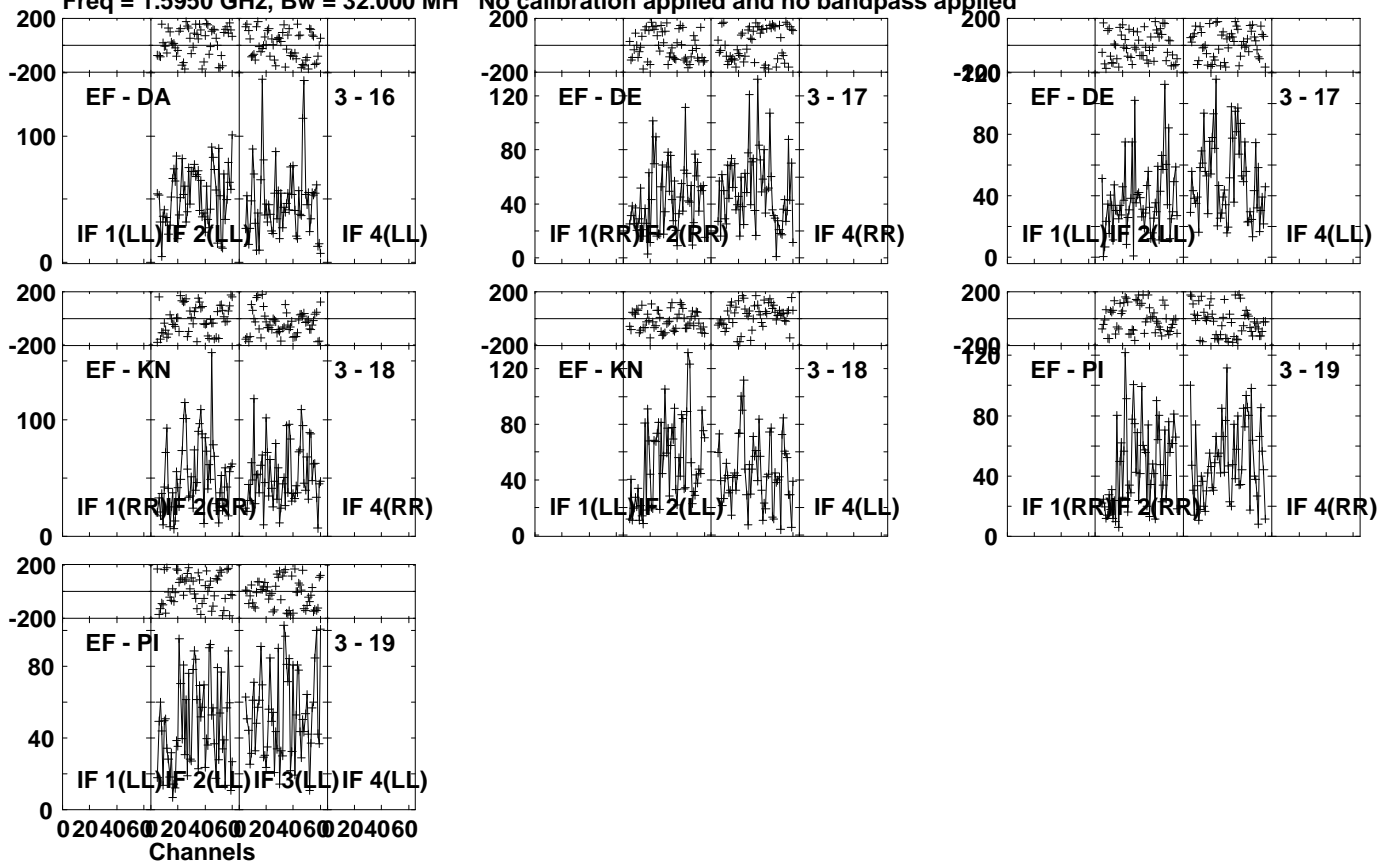 Freq = 1.5950 GHz, Bw = 32.000 MH No calibration applied and no bandpass applied
200 200 200
-200 -200 -200
EF - DA 3 - 16 EF - DE 3 - 17 EF - DE 3 - 17
100 120 120
80 80
40 40
IF 1(LL) IF 2(LL) IF 4(LL) IF 1(RR) IF 2(RR) IF 4(RR) IF 1(LL) IF 2(LL) IF 4(LL)
0 0 0
200 200 200
-200 -200 -200
EF - KN 3 - 18 EF - KN 3 - 18 EF - PI 3 - 19
100 120 120
80 80
40 40
IF 1(RR) IF 2(RR) IF 4(RR) IF 1(LL) IF 2(LL) IF 4(LL) IF 1(RR) IF 2(RR) IF 4(RR)
0 0 0
200
-200
EF - PI 3 - 19
80
40
IF 1(LL) IF 2(LL) IF 3(LL) IF 4(LL)
0
0 20 40 60 0 20 40 60 0 20 40 60 0 20 40 60
Channels